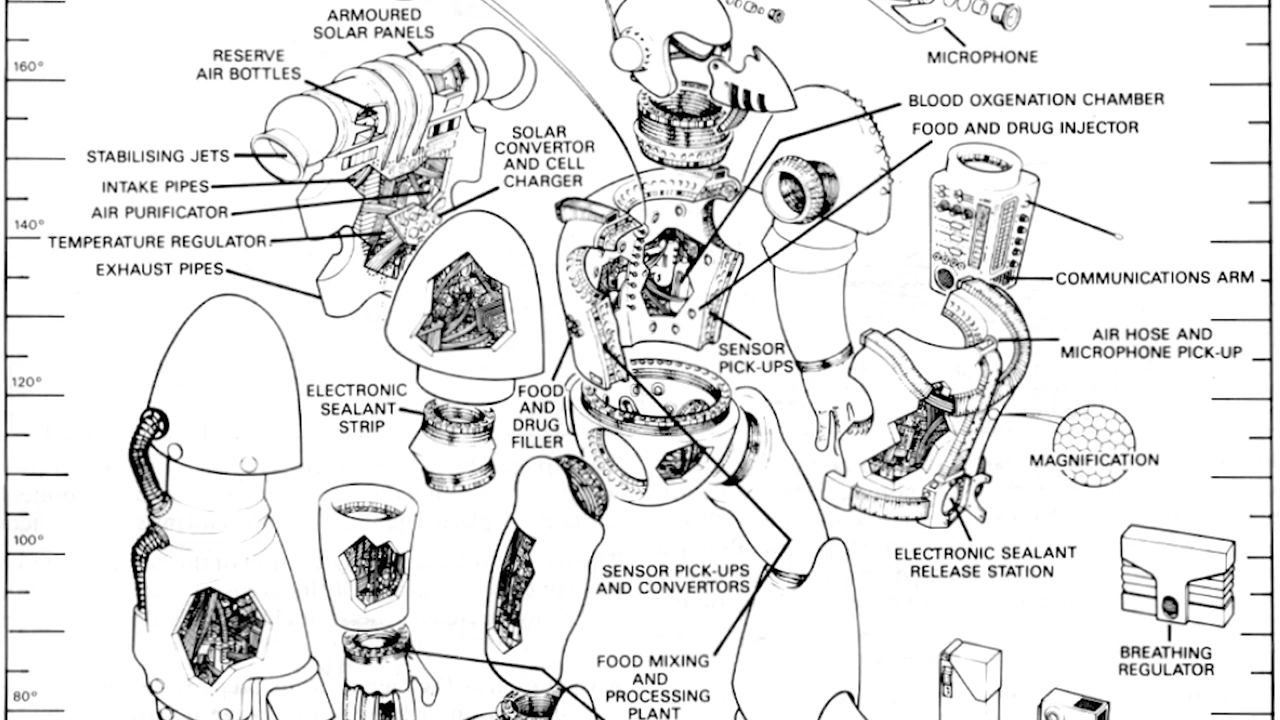 ARMOURED
SOLAR PANELS
RESERVE
AIR BOTTLES
MICROPHONE
160°
BLOOD OXGENATION CHAMBER
FOOD AND DRUG INJECTOR
SOLAR
CONVERTOR
AND CELL
CHARGER
STABILISING JETS
INTAKE PIPES
AIR PURIFICATOR
140°
TEMPERATURE REGULATOR
EXHAUST PIPES
COMMUNICATIONS ARM
AIR HOSE AND
MICROPHONE PICK-UP
SENSOR
PICK-UPS
120°
ELECTRONIC
SEALANT
STRIP
FOOD
AND
DRUG
FILLER
MAGNIFICATION
100°
ELECTRONIC SEALANT
RELEASE STATION
SENSOR PICK-UPS
AND CONVERTORS
BREATHING
REGULATOR
FOOD MIXING
AND
PROCESSING
PLANT
80°